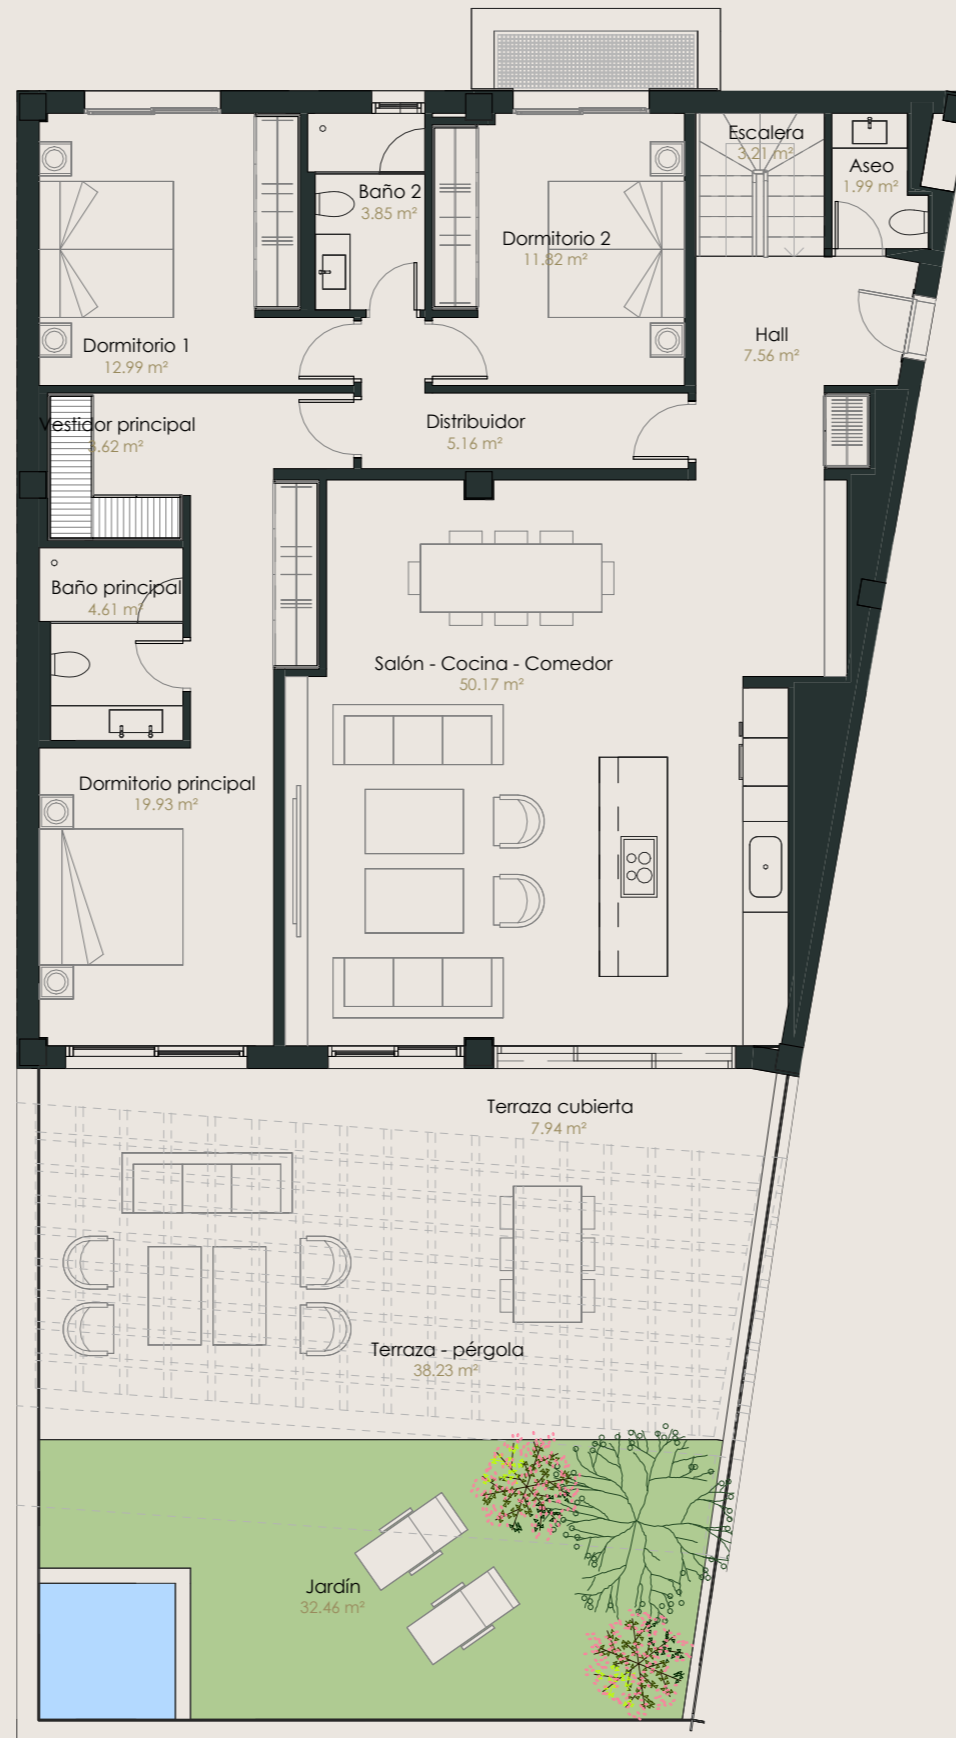 Escalera
3.21 m²
Aseo
1.99 m²
Baño 2
3.85 m²
Dormitorio 2
11.82 m²
Hall
7.56 m²
Dormitorio 1
12.99 m²
Vestidor principal
3.62 m²
Distribuidor
5.16 m²
Baño principal
4.61 m²
Salón - Cocina - Comedor
50.17 m²
Dormitorio principal
19.93 m²
Terraza cubierta
7.94 m²
Terraza - pérgola
38.23 m²
Jardín
32.46 m²